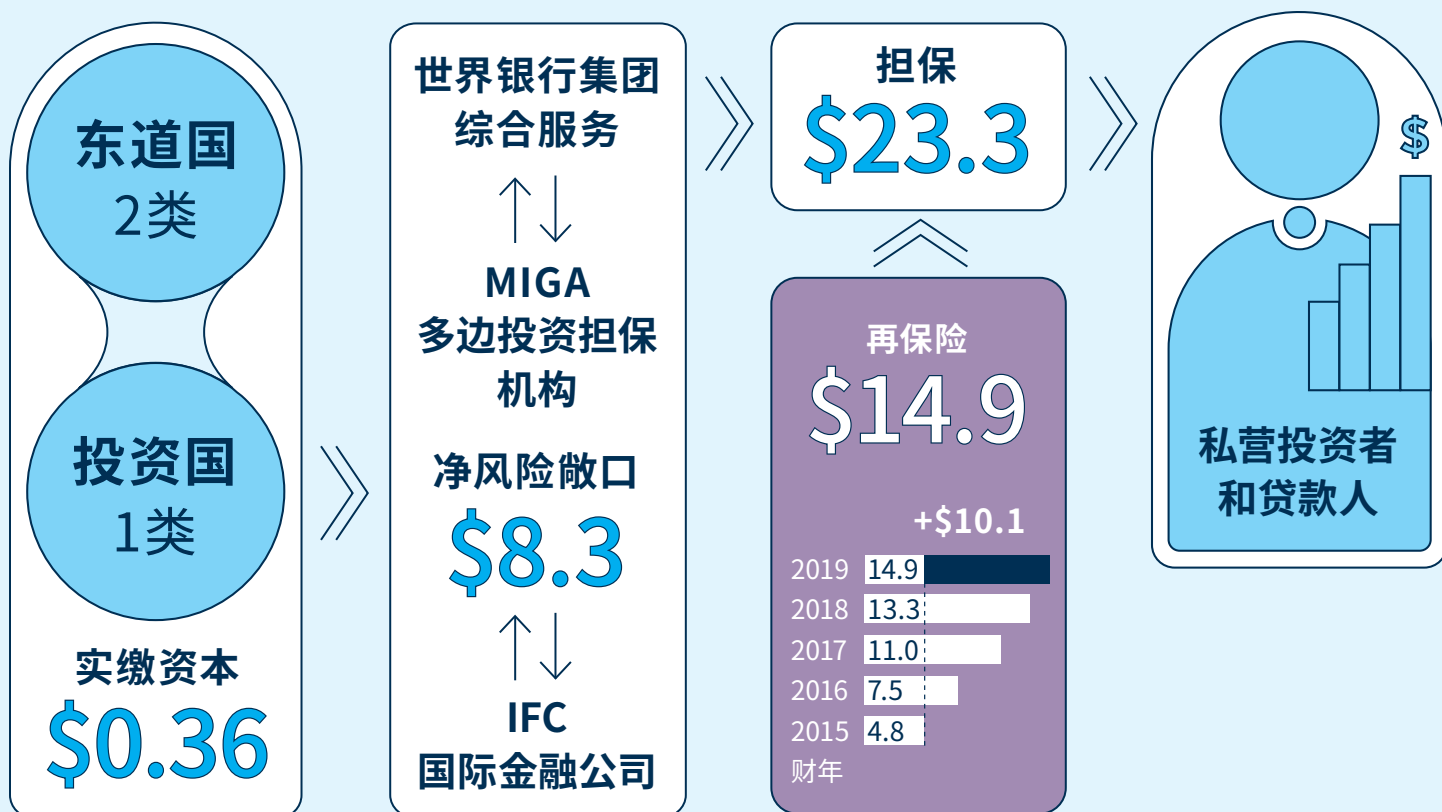 东道国
2类
投资国
1类
实缴资本
$0.36
世界银行集团
综合服务
MIGA
多边投资担保
机构
净风险敞口
$8.3
IFC
国际金融公司
担保
$23.3
再保险
$14.9
+$10.1
2019 14.9
2018 13.3
2017 11.0
2016 7.5
2015 4.8
财年
$
私营投资者
和贷款人